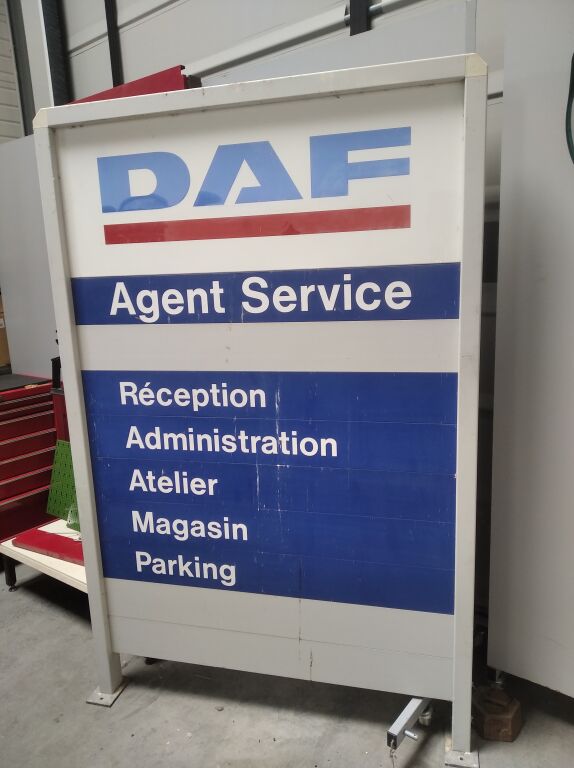 DAF
Agent Service
Réception
Administration
Atelier
Magasin
Parking